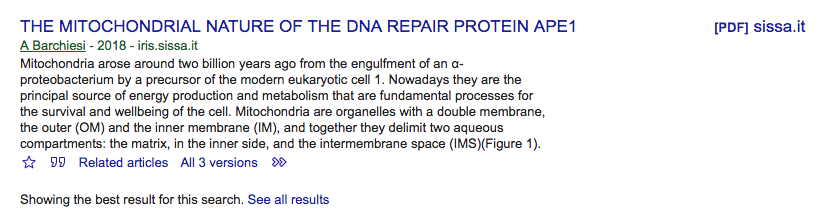 THE MITOCHONDRIAL NATURE OF THE DNA REPAIR PROTEIN APE1
[PDF] sissa.it
A Barchiesi - 2018 - iris.sissa.it
Mitochondria arose around two billion years ago from the engulfment of an α-
proteobacterium by a precursor of the modern eukaryotic cell 1. Nowadays they are the
principal source of energy production and metabolism that are fundamental processes for
the survival and wellbeing of the cell. Mitochondria are organelles with a double membrane,
the outer (OM) and the inner membrane (IM), and together they delimit two aqueous
compartments: the matrix, in the inner side, and the intermembrane space (IMS)(Figure 1).
Related articles All 3 versions
Showing the best result for this search. See all results